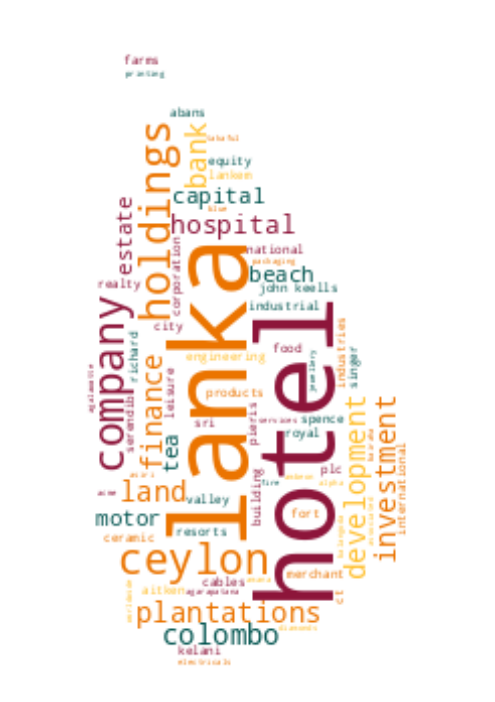 farms
printing
abans
takaful
holdings
bank
equity
lankem
capital
blue
estate
hospital
corporation
national
packaging
lanka
beach
realty
john keells
company
industrial
hotel
city
industries
food
engineering
richard
singer
jewellery
finance
agalawatte
leisure
products
serendib
investment
development
pieris
services
spence
sri
royal
tea
international
plc
building
land
valley
fire
alpha
fort
motor
resorts
ceramic
ceylon
merchant
cables
aitken
agarapatana
asiri
acme
ct
plantations
colombo
diamonds
kelani
electricals